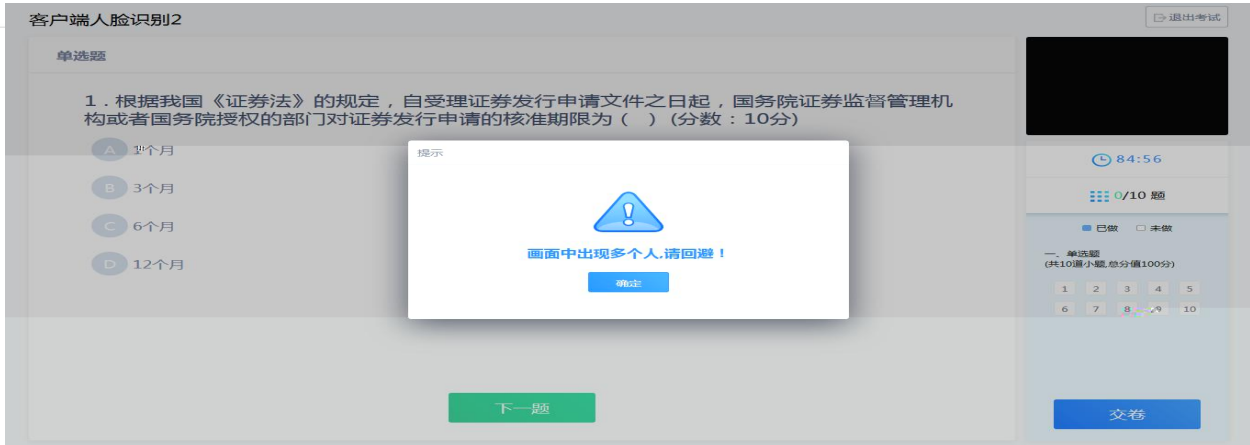 客户端人脸识别2
退出考试
单选题
1.根据我国《证券法》的规定,自受理证券发行申请文件之日起,国务院证券监督管理机
构或者国务院授权的部门对证券发行申请的核准期限为( )(分数:10分)
A 1个月
B 3个月
C 6个月
D 12个月
提示
画面中出现多个人,请回避!
确定
下一题
84:56
0/10 题
已做 未做
一、单选题
(共10道小题,总分值100分)
1 2 3 4 5
6 7 8 9 10
交卷